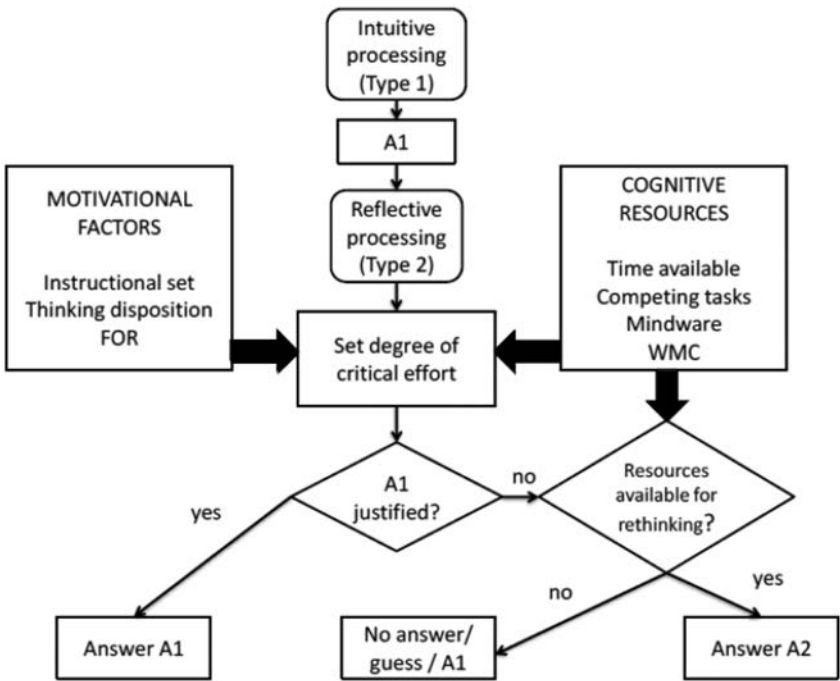 Intuitive
processing
(Type 1)
A1
MOTIVATIONAL
FACTORS
Instructional set
Thinking disposition
FOR
Reflective
processing
(Type 2)
COGNITIVE
RESOURCES
Time available
Competing tasks
Mindware
WMC
Set degree of
critical effort
A1
justified?
no
Resources
available for
rethinking?
yes
no
yes
Answer A1
No answer/
guess / A1
Answer A2